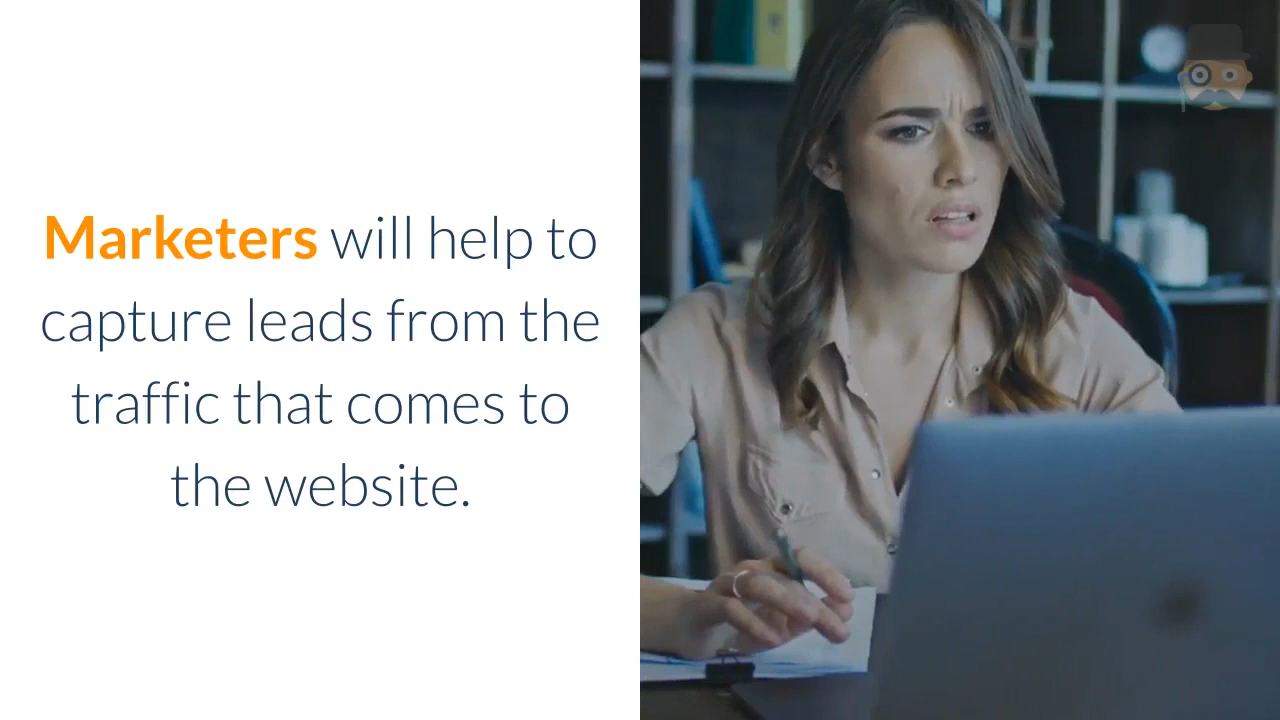 Marketers will help to
capture leads from the
traffic that comes to
the website.